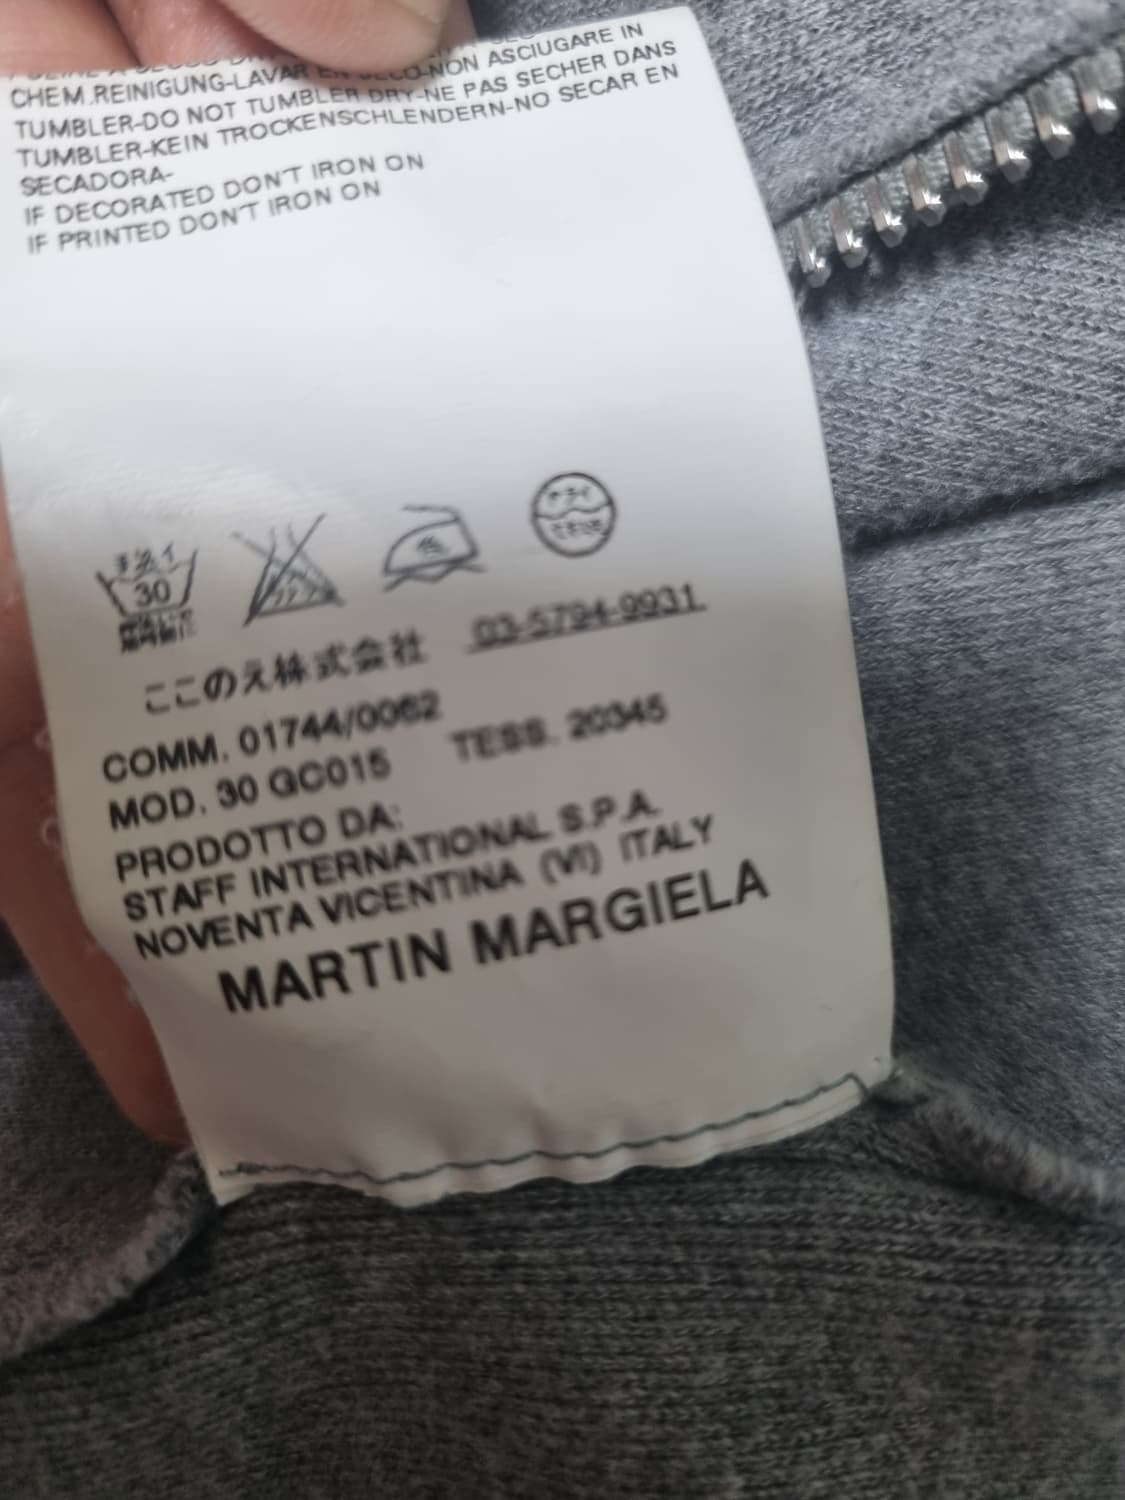 CHEM.REINIGUNG-LAVAR EN SECO-NON ASCIUGARE IN
TUMBLER-DO NOT TUMBLER DRY-NE PAS SECHER DANS
TUMBLER-KEIN TROCKENSCHLENDERN-NO SECAR EN
SECADORA-
IF DECORATED DON'T IRON ON
IF PRINTED DON'T IRON ON
30
ここのえ株式会社 03-5794-9931
COMM. 01744/0062
MOD. 30 GC015 TESS. 20345
PRODOTTO DA:
STAFF INTERNATIONAL S.P.A.
NOVENTA VICENTINA (VI) ITALY
MARTIN MARGIELA